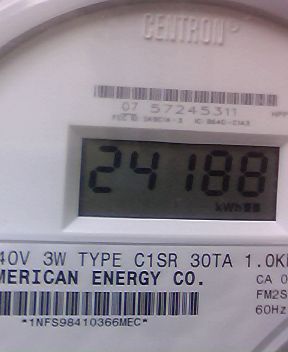 CENTRON®
07 57245311
24188
kWh
40V 3W TYPE C1SR 30TA 1.0K
MERICAN ENERGY CO.
CA 0
FM2S
60Hz
*1NFS98410366MEC*